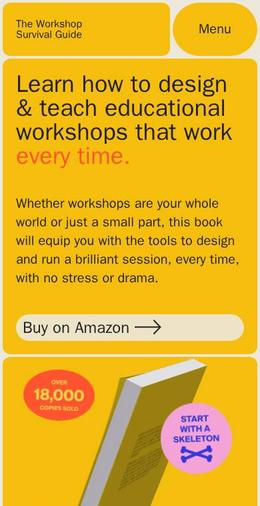 The Workshop
Survival Guide
Menu
Learn how to design
& teach educational
workshops that work
every time.
Whether workshops are your whole
world or just a small part, this book
will equip you with the tools to design
and run a brilliant session, every time,
with no stress or drama.
Buy on Amazon
OVER
18,000
COPIES SOLD
START
WITH A
SKELETON